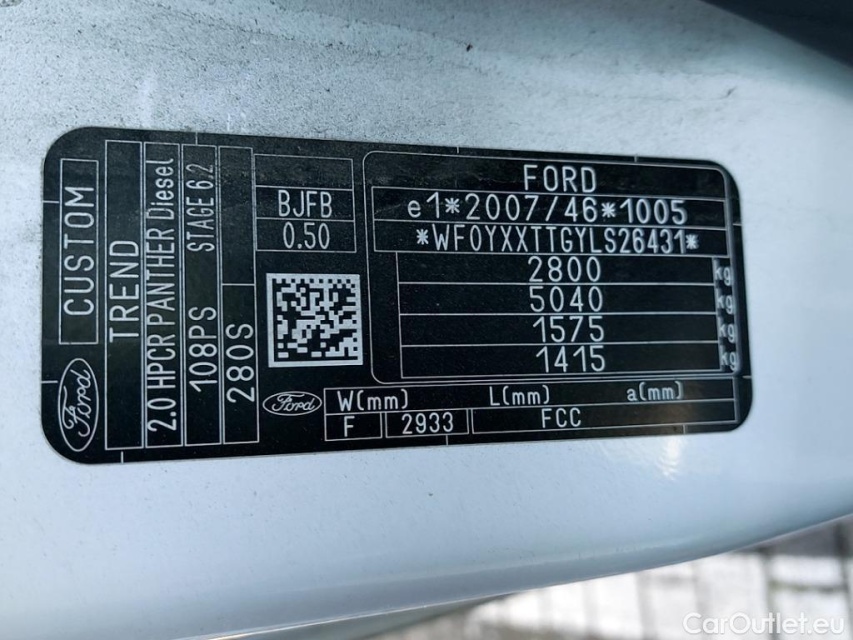 CUSTOM
TREND
2.0 HPCR PANTHER Diesel
108PS STAGE 6.2
280S
Ford
BJFB
0.50
FORD
e1*2007/46*1005
*WF0YXXTTGYLS26431*
2800 kg
5040 kg
1575 kg
1415 kg
Ford
W(mm) L(mm) a(mm)
F 2933 FCC
CarOutlet.eu